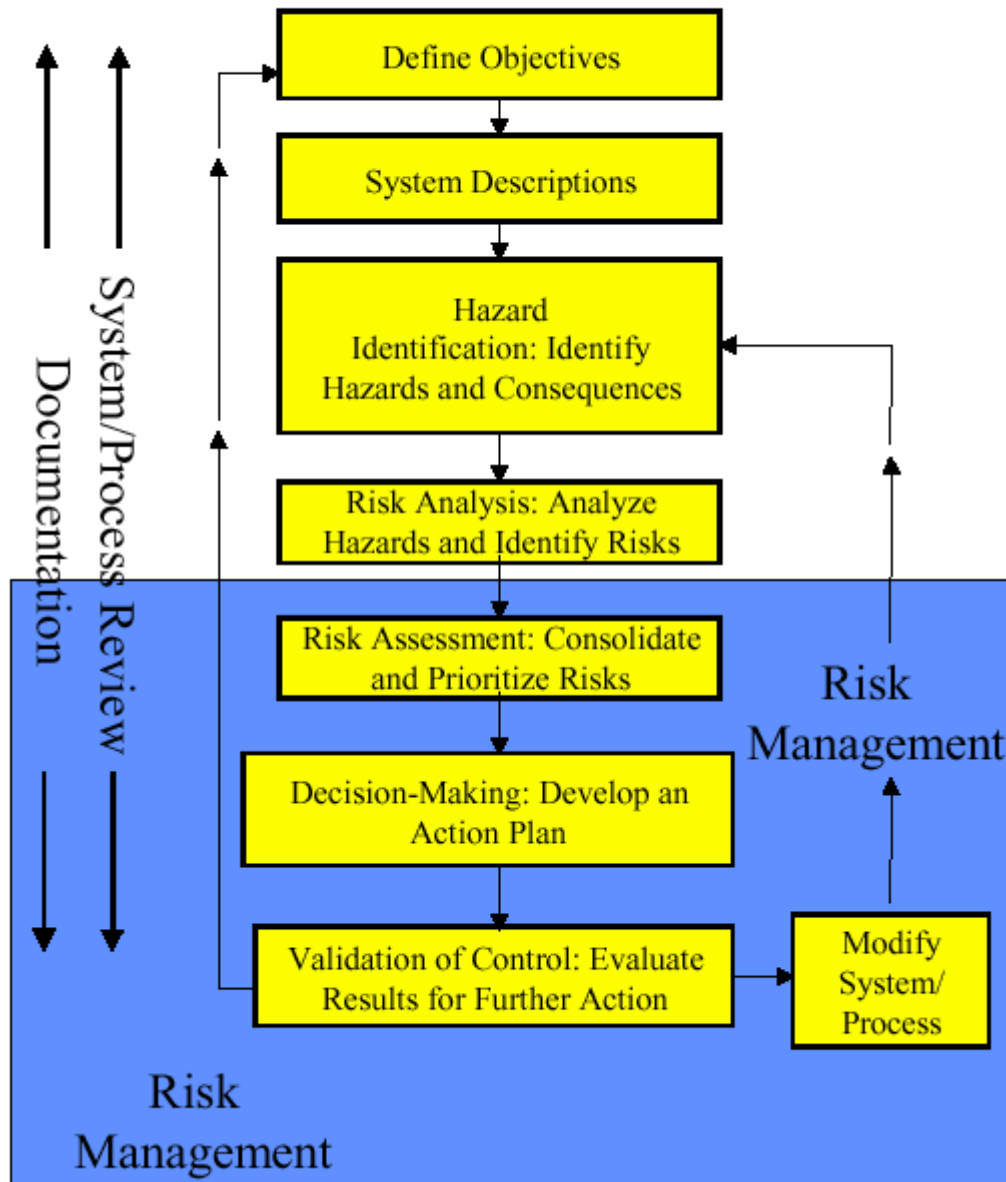 Define Objectives
System Descriptions
Hazard
Identification: Identify
Hazards and Consequences
Risk Analysis: Analyze
Hazards and Identify Risks
Risk Assessment: Consolidate
and Prioritize Risks
Decision-Making: Develop an
Action Plan
Validation of Control: Evaluate
Results for Further Action
Modify
System/
Process
System/Process Review
Documentation
Risk
Management
Risk
Management